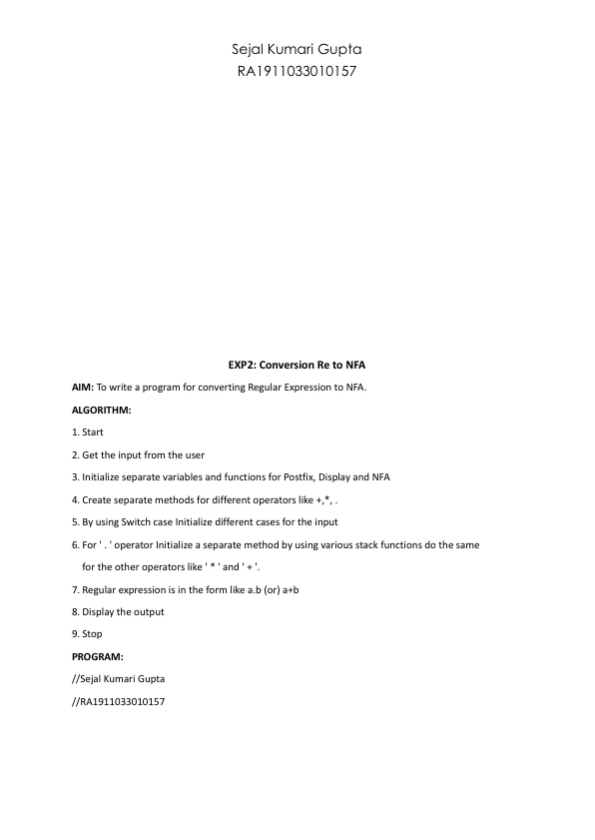 Sejal Kumari Gupta
RA1911033010157
EXP2: Conversion Re to NFA
AIM: To write a program for converting Regular Expression to NFA.
ALGORITHM:
1. Start
2. Get the input from the user
3. Initialize separate variables and functions for Postfix, Display and NFA
4. Create separate methods for different operators like +,*, .
5. By using Switch case Initialize different cases for the input
6. For ' . ' operator Initialize a separate method by using various stack functions do the same
for the other operators like ' * ' and ' + '.
7. Regular expression is in the form like a.b (or) a+b
8. Display the output
9. Stop
PROGRAM:
//Sejal Kumari Gupta
//RA1911033010157